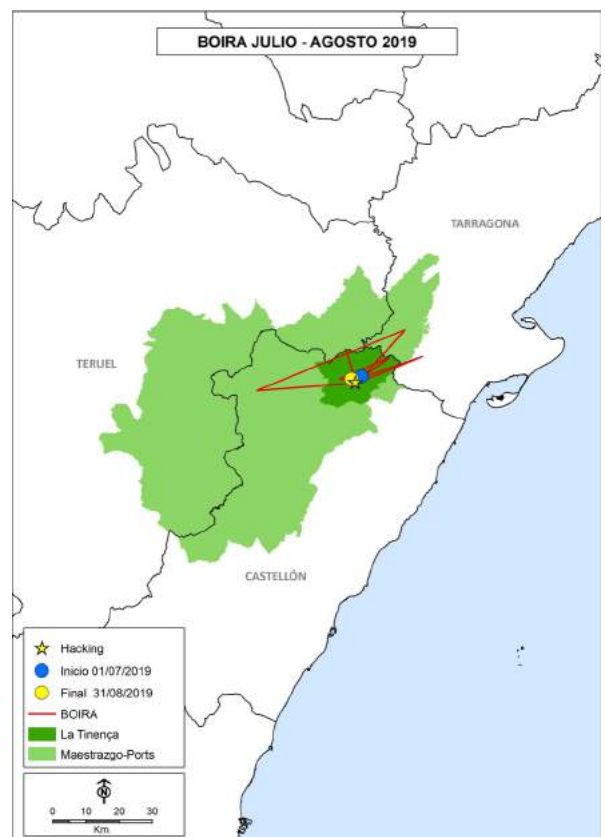 BOIRA JULIO - AGOSTO 2019
TARRAGONA
TERUEL
CASTELLÓN
Hacking
Inicio 01/07/2019
Final 31/08/2019
BOIRA
La Tinença
Maestrazgo-Ports
N
0 5 10 20 30
Km